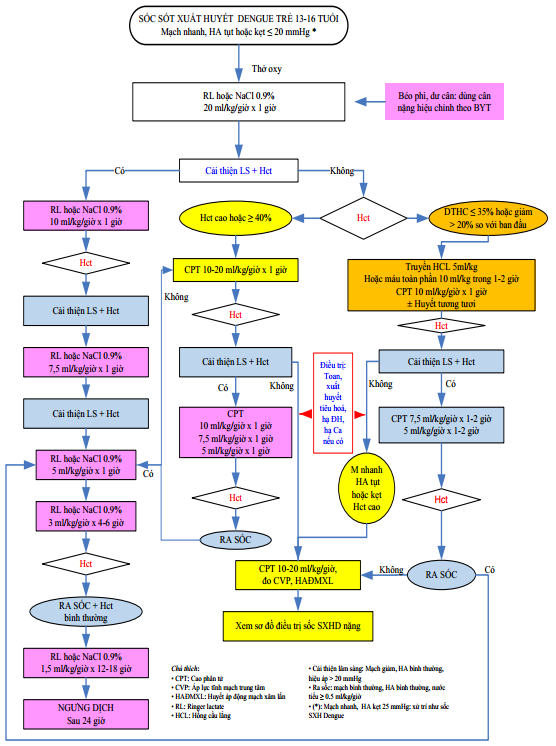 SỐC SỐT XUẤT HUYẾT DENGUE TRẺ 13-16 TUỔI
Mạch nhanh, HA tụt hoặc kẹt ≤ 20 mmHg *
Thở oxy
RL hoặc NaCl 0.9%
20 ml/kg/giờ x 1 giờ
Béo phì, dư cân: dùng cân
nặng hiệu chỉnh theo BYT
Có
Cải thiện LS + Hct
Không
RL hoặc NaCl 0.9%
10 ml/kg/giờ x 1 giờ
Hct cao hoặc ≥ 40%
Hct
DTHC ≤ 35% hoặc giảm
> 20% so với ban đầu
Hct
CPT 10-20 ml/kg/giờ x 1 giờ
Truyền HCL 5ml/kg
Hoặc máu toàn phần 10 ml/kg trong 1-2 giờ
CPT 10 ml/kg/giờ x 1 giờ
± Huyết tương tươi
Không
Cải thiện LS + Hct
Hct
Hct
RL hoặc NaCl 0.9%
7,5 ml/kg/giờ x 1 giờ
Cải thiện LS + Hct
Cải thiện LS + Hct
Có
Không
Điều trị:
Toan,
xuất
huyết
tiêu hoá,
hạ ĐH,
hạ Ca
nếu có
Không
Có
Cải thiện LS + Hct
CPT
10 ml/kg/giờ x 1 giờ
7,5 ml/kg/giờ x 1 giờ
5 ml/kg/giờ x 1 giờ
CPT 7,5 ml/kg/giờ x 1-2 giờ
5 ml/kg/giờ x 1-2 giờ
RL hoặc NaCl 0.9%
5 ml/kg/giờ x 1 giờ
Có
M nhanh
HA tụt
hoặc kẹt
Hct cao
Hct
Hct
RL hoặc NaCl 0.9%
3 ml/kg/giờ x 4-6 giờ
RA SỐC
Hct
CPT 10-20 ml/kg/giờ,
đo CVP, HAĐMXL
Không
RA SỐC
Có
RA SỐC + Hct
bình thường
Xem sơ đồ điều trị sốc SXHD nặng
RL hoặc NaCl 0.9%
1,5 ml/kg/giờ x 12-18 giờ
NGƯNG DỊCH
Sau 24 giờ
Chú thích:
• CPT: Cao phân tử
• CVP: Áp lực tĩnh mạch trung tâm
• HAĐMXL: Huyết áp động mạch xâm lấn
• RL: Ringer lactate
• HCL: Hồng cầu lắng
• Cải thiện lâm sàng: Mạch giảm, HA bình thường,
hiệu áp > 20 mmHg
• Ra sốc: mạch bình thường, HA bình thường, nước
tiểu ≥ 0.5 ml/kg/giờ
• (*): Mạch nhanh, HA kẹt 25 mmHg: xử trí như sốc
SXH Dengue